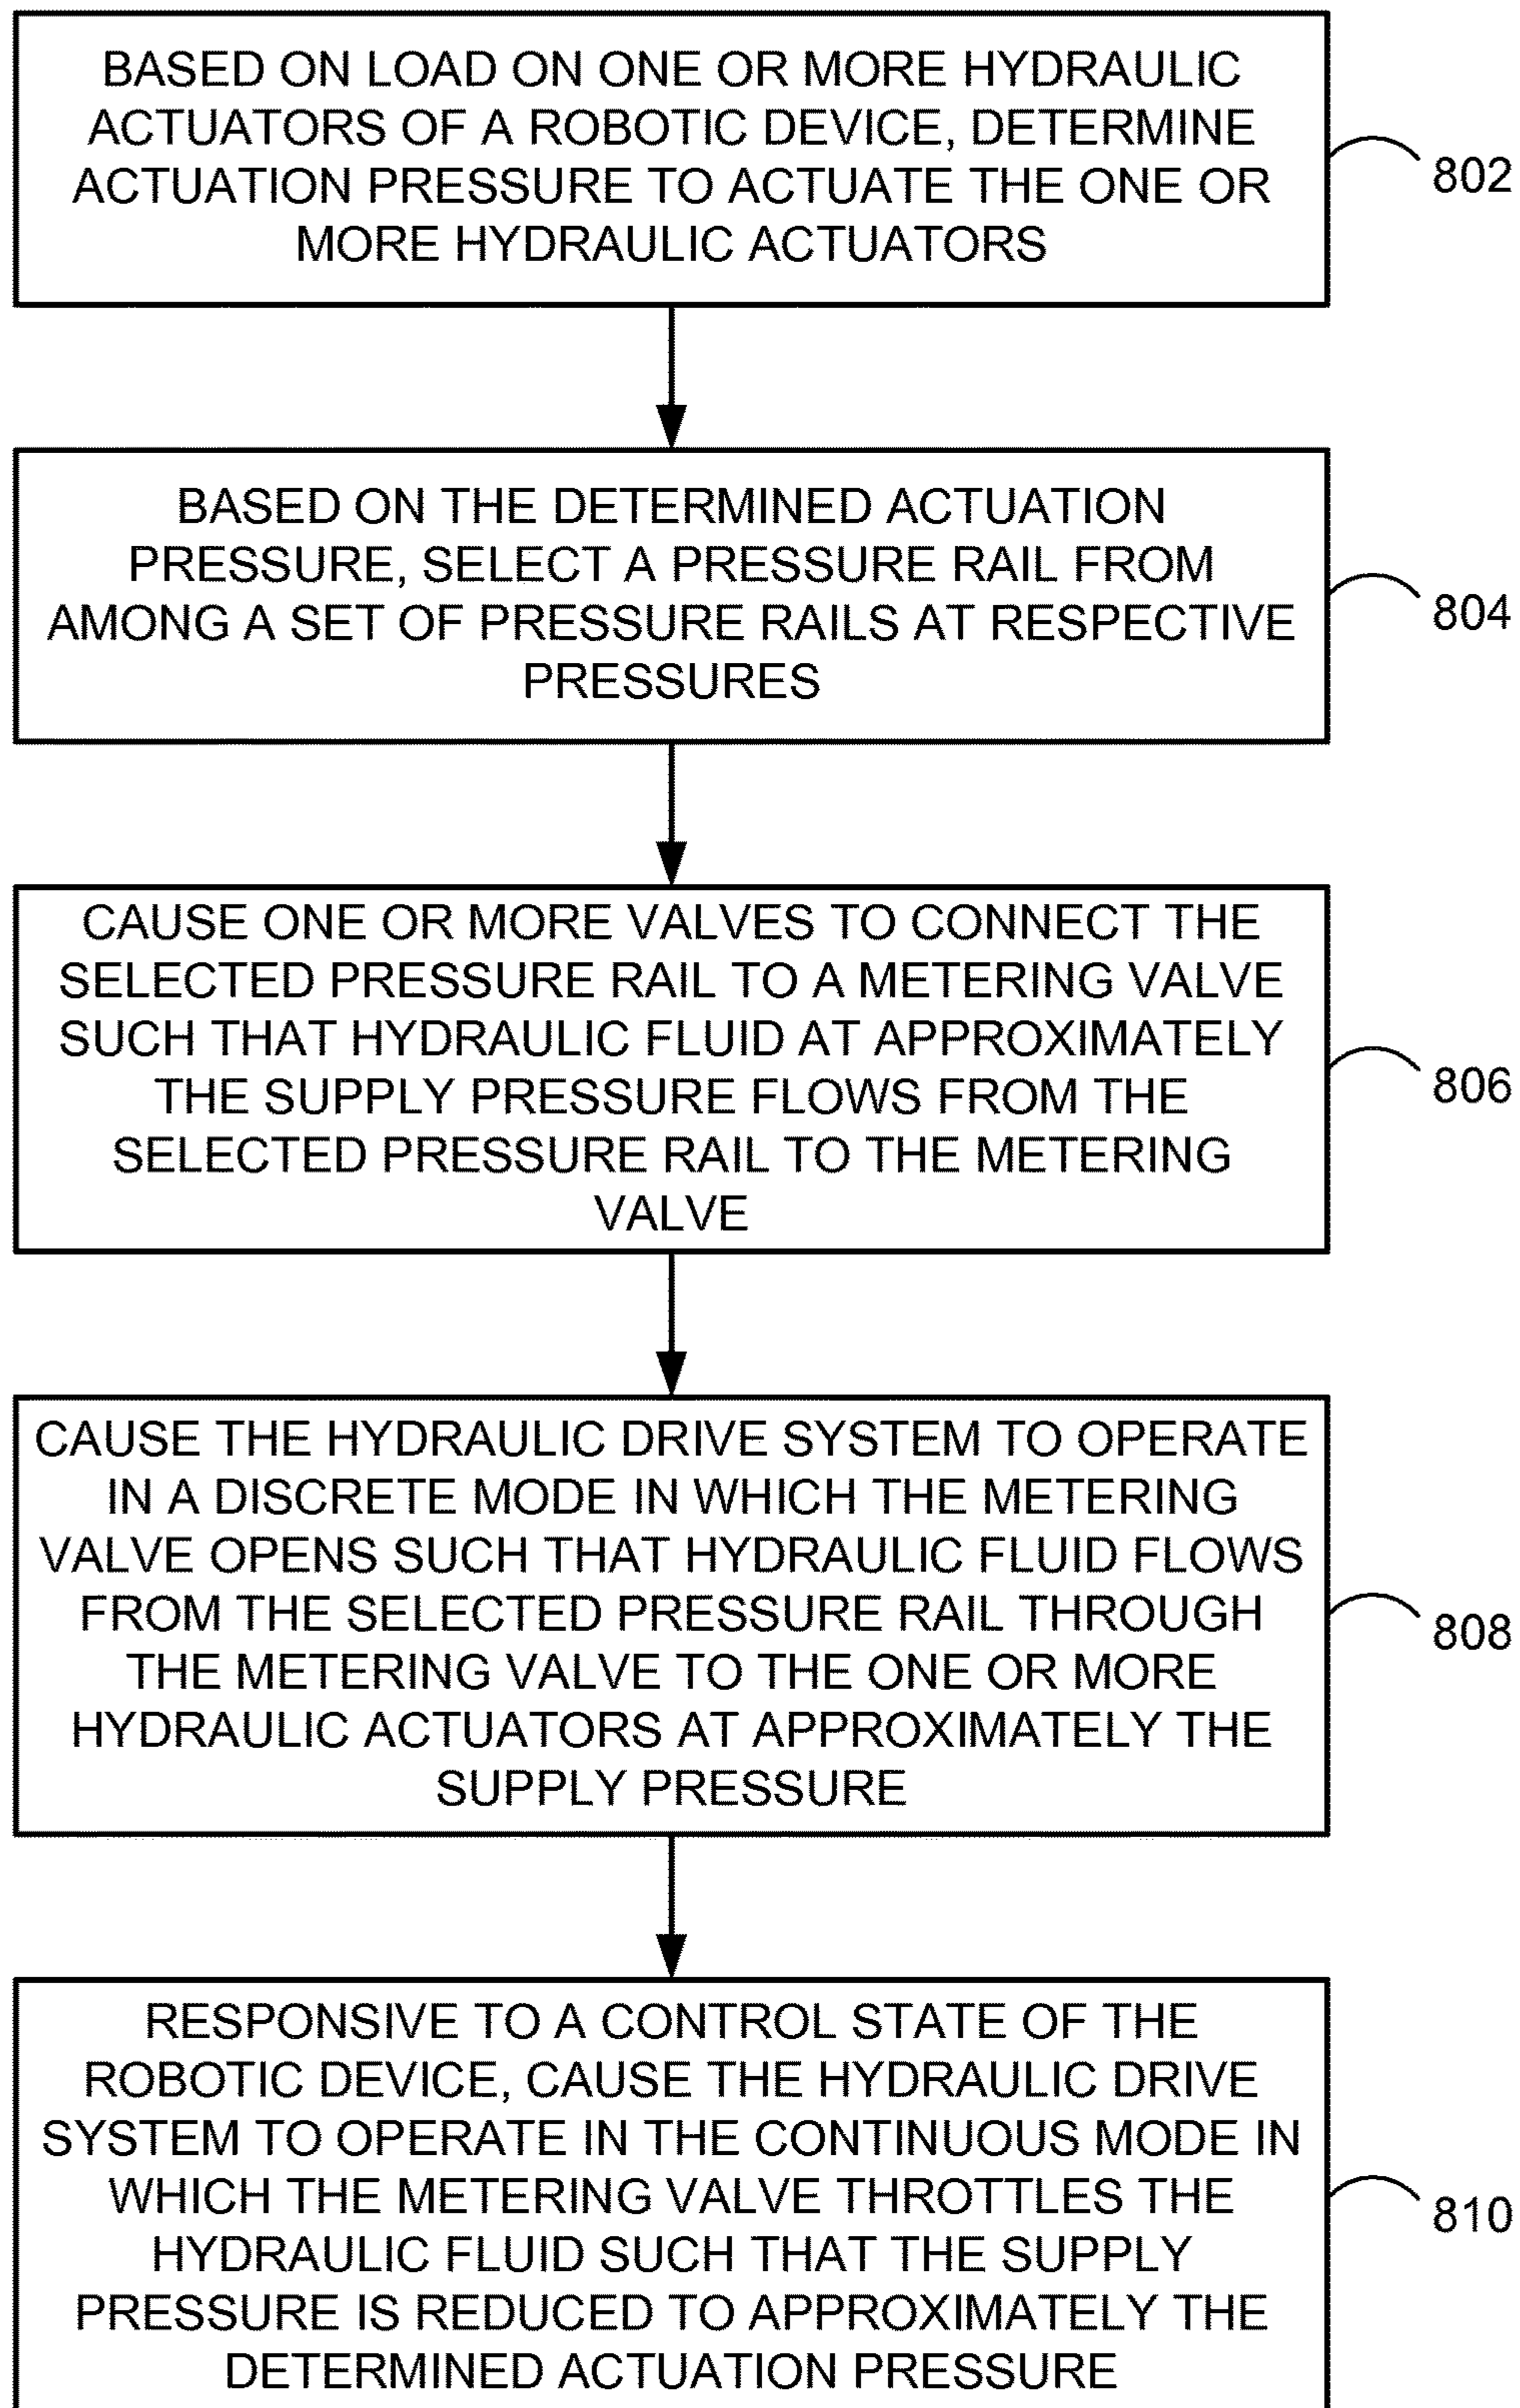 BASED ON LOAD ON ONE OR MORE HYDRAULIC
ACTUATORS OF A ROBOTIC DEVICE, DETERMINE
ACTUATION PRESSURE TO ACTUATE THE ONE OR
MORE HYDRAULIC ACTUATORS
802
BASED ON THE DETERMINED ACTUATION
PRESSURE, SELECT A PRESSURE RAIL FROM
AMONG A SET OF PRESSURE RAILS AT RESPECTIVE
PRESSURES
804
CAUSE ONE OR MORE VALVES TO CONNECT THE
SELECTED PRESSURE RAIL TO A METERING VALVE
SUCH THAT HYDRAULIC FLUID AT APPROXIMATELY
THE SUPPLY PRESSURE FLOWS FROM THE
SELECTED PRESSURE RAIL TO THE METERING
VALVE
806
CAUSE THE HYDRAULIC DRIVE SYSTEM TO OPERATE
IN A DISCRETE MODE IN WHICH THE METERING
VALVE OPENS SUCH THAT HYDRAULIC FLUID FLOWS
FROM THE SELECTED PRESSURE RAIL THROUGH
THE METERING VALVE TO THE ONE OR MORE
HYDRAULIC ACTUATORS AT APPROXIMATELY THE
SUPPLY PRESSURE
808
RESPONSIVE TO A CONTROL STATE OF THE
ROBOTIC DEVICE, CAUSE THE HYDRAULIC DRIVE
SYSTEM TO OPERATE IN THE CONTINUOUS MODE IN
WHICH THE METERING VALVE THROTTLES THE
HYDRAULIC FLUID SUCH THAT THE SUPPLY
PRESSURE IS REDUCED TO APPROXIMATELY THE
DETERMINED ACTUATION PRESSURE
810